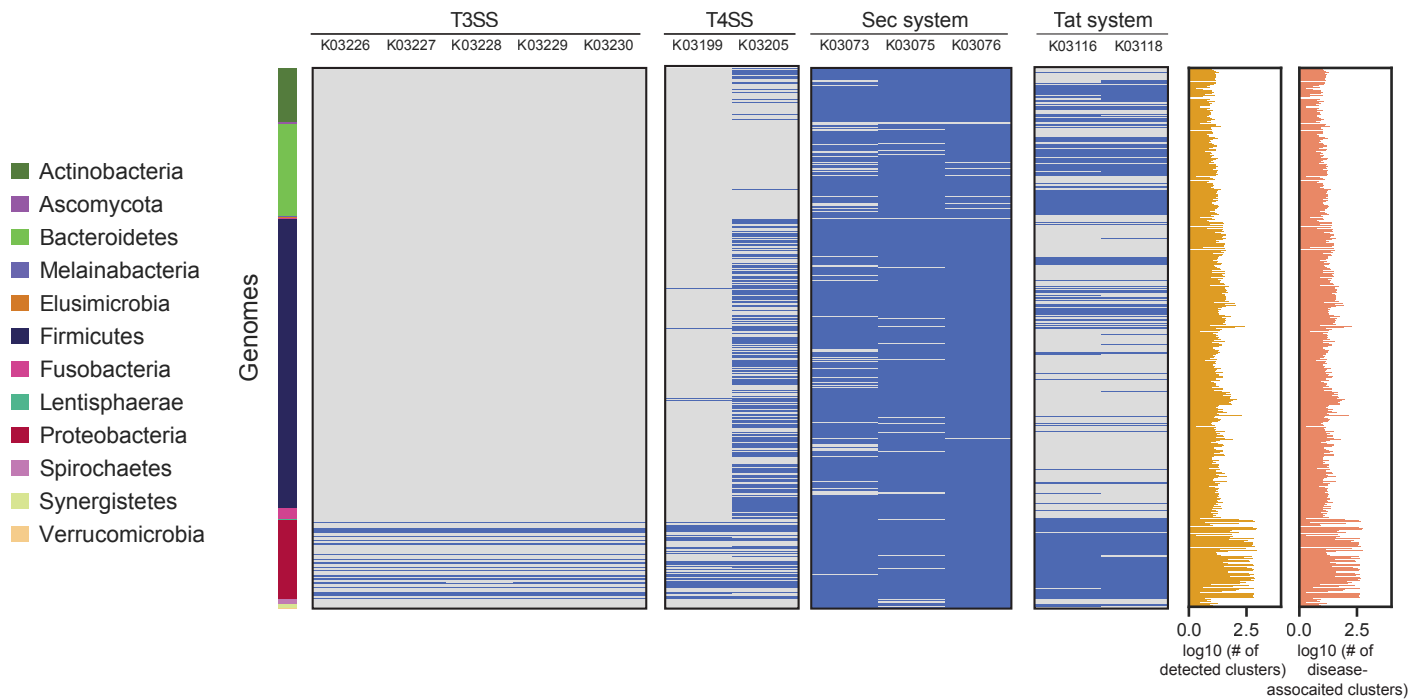 T3SS
T4SS
Sec system
Tat system
K03226 K03227 K03228 K03229 K03230
K03199 K03205
K03073 K03075 K03076
K03116 K03118
Actinobacteria
Ascomycota
Bacteroidetes
Melainabacteria
Elusimicrobia
Firmicutes
Fusobacteria
Lentisphaerae
Proteobacteria
Spirochaetes
Synergistetes
Verrucomicrobia
Genomes
0.0 2.5
log10 (# of
detected clusters)
0.0 2.5
log10 (# of
disease-
assocaited clusters)